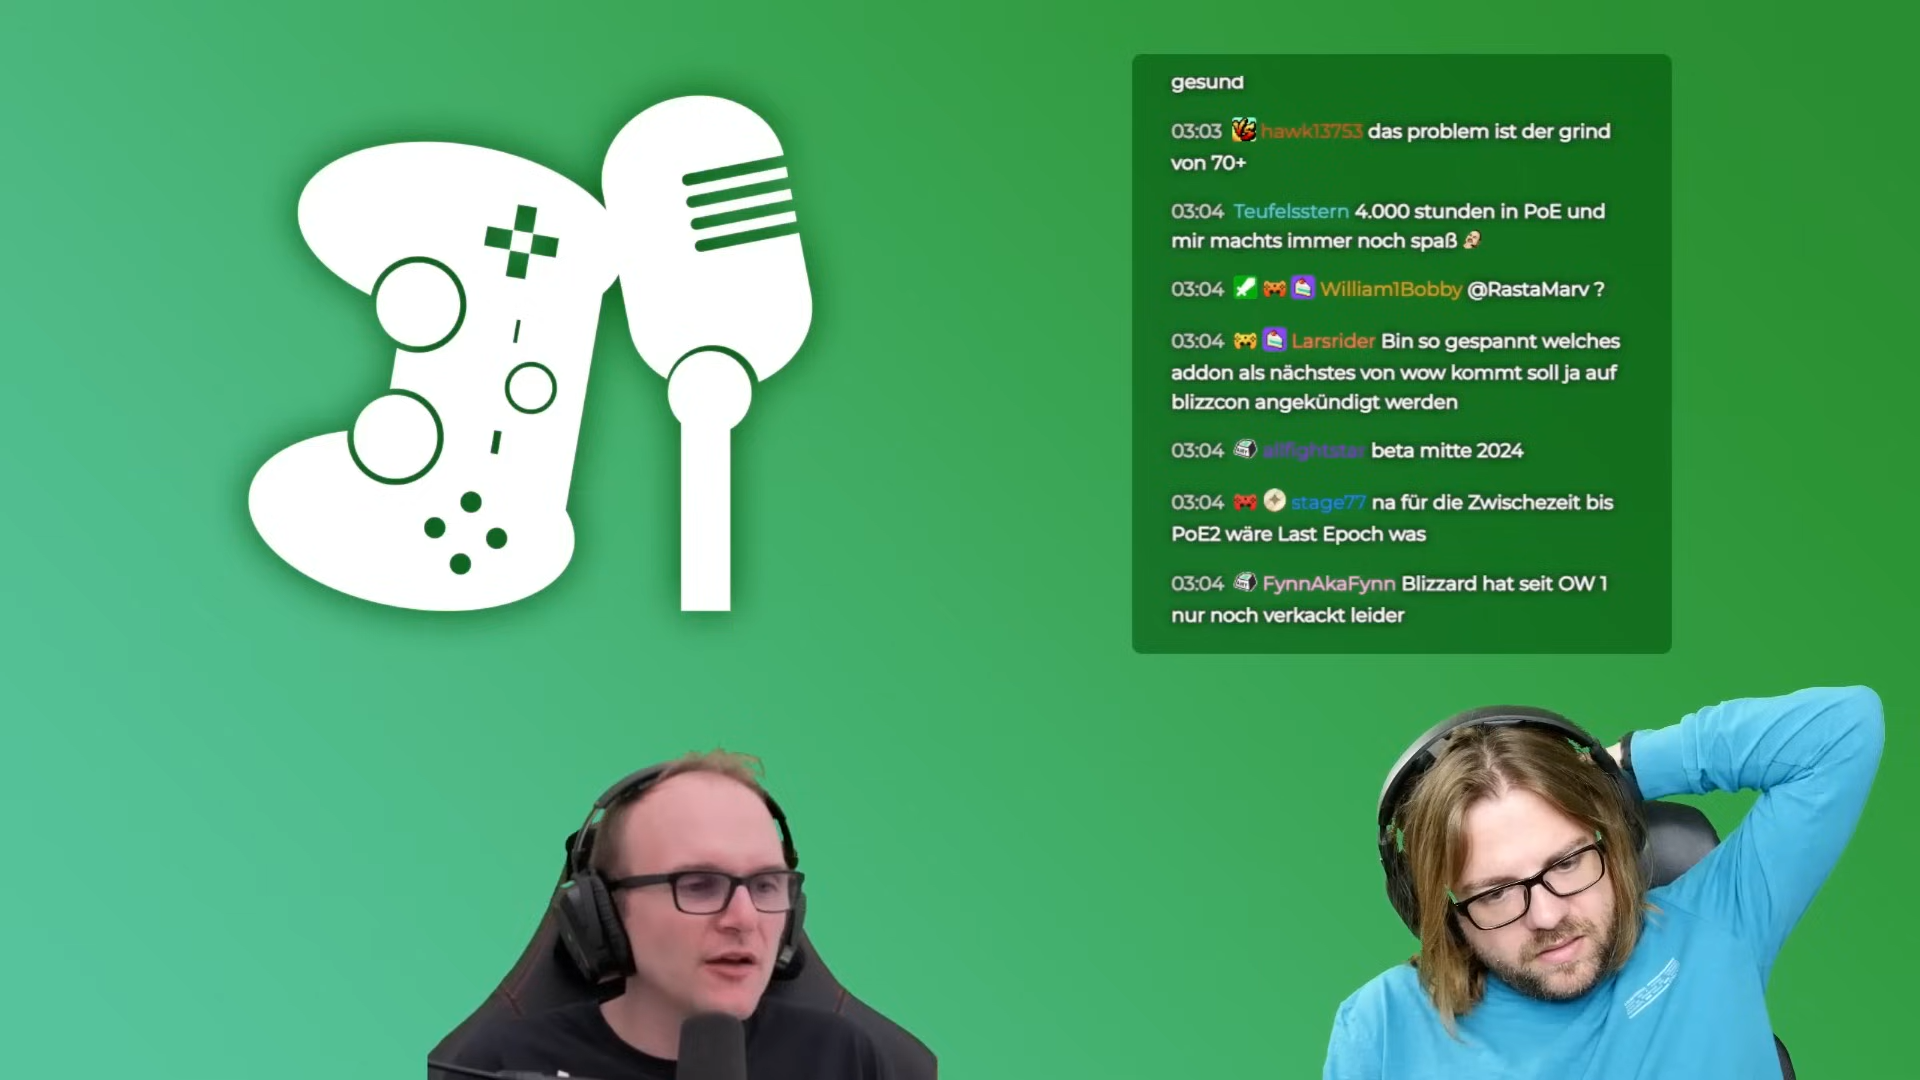 gesund
03:03 hawk13753 das problem ist der grind
von 70+
03:04 Teufelsstern 4.000 stunden in PoE und
mir machts immer noch spaß
03:04 William1Bobby @RastaMarv ?
03:04 Larsrider Bin so gespannt welches
addon als nächstes von wow kommt soll ja auf
blizzcon angekündigt werden
03:04 allfightstar beta mitte 2024
03:04 stage77 na für die Zwischezeit bis
PoE2 wäre Last Epoch was
03:04 FynnAkaFynn Blizzard hat seit OW 1
nur noch verkackt leider